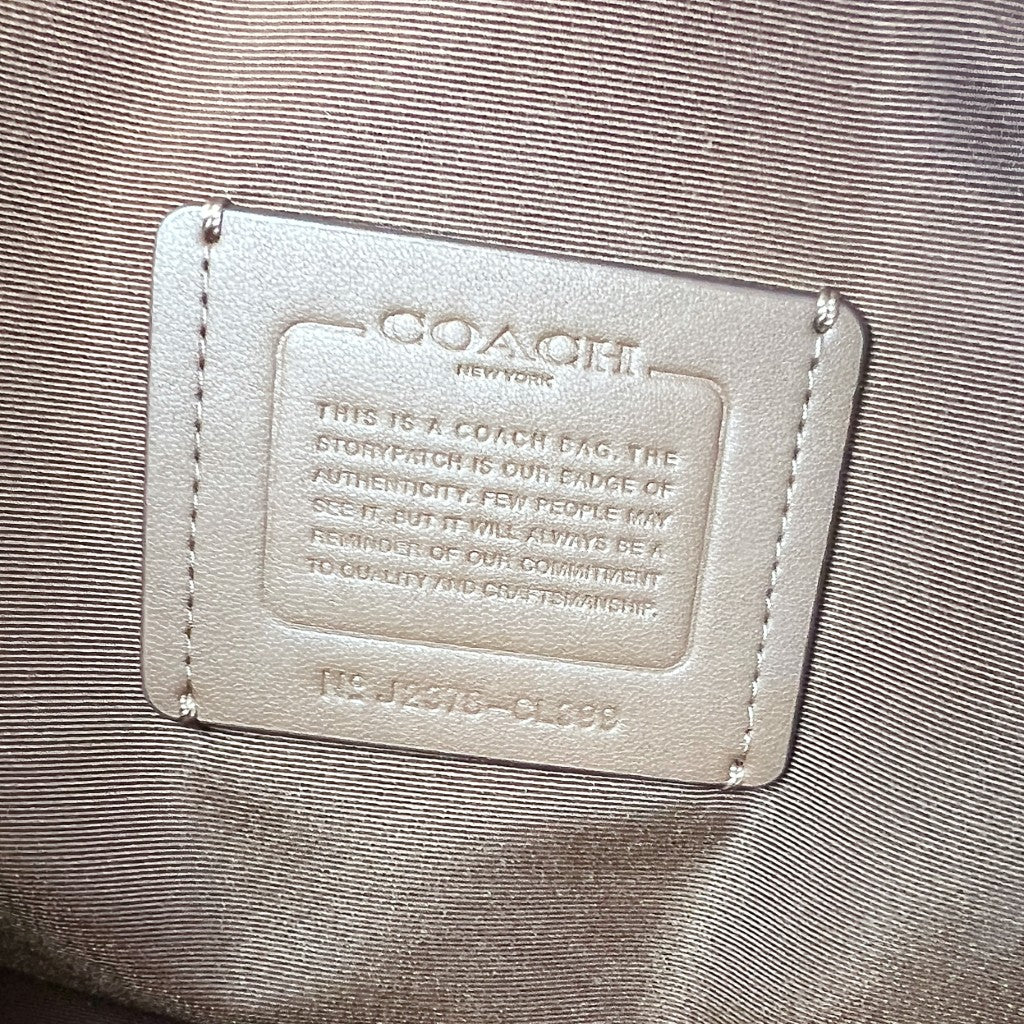 COACH
NEW YORK
THIS IS A COACH BAG. THE
STORYPATCH IS OUR BADGE OF
AUTHENTICITY. FEW PEOPLE MAY
SEE IT, BUT IT WILL ALWAYS BE A
REMINDER OF OUR COMMITMENT
TO QUALITY AND CRAFTSMANSHIP.
Nº